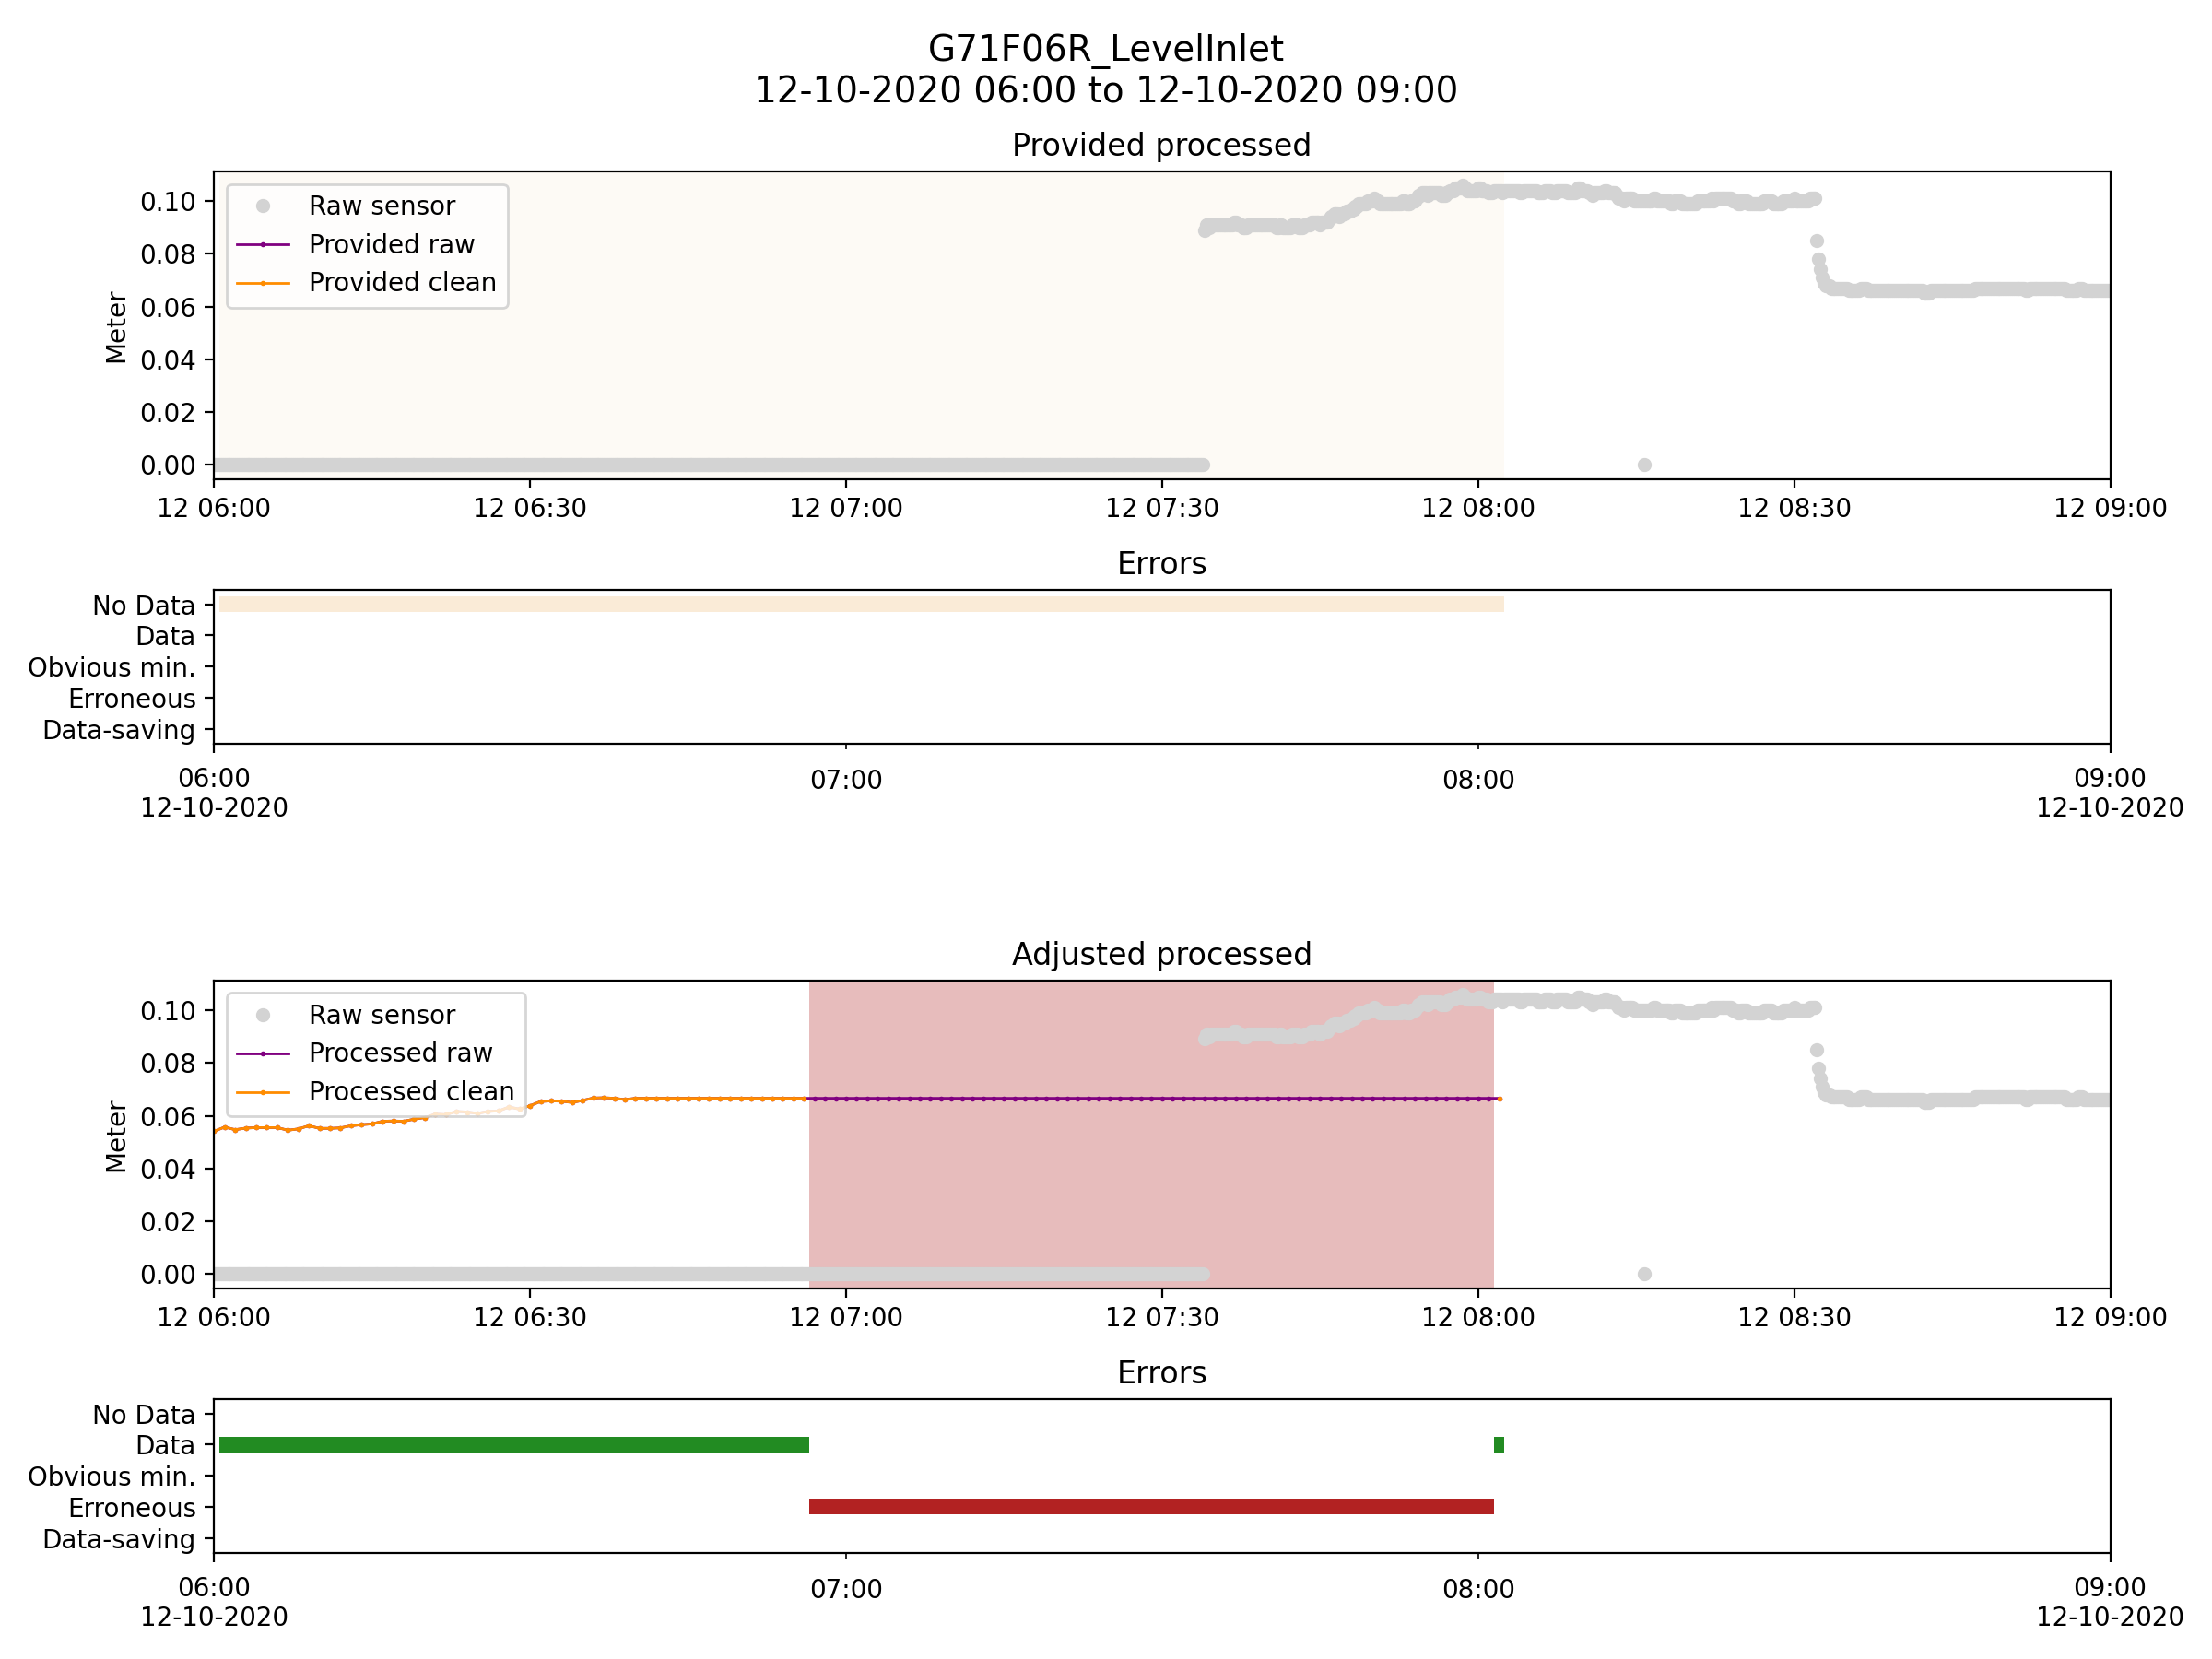 G71F06R_LevelInlet
12-10-2020 06:00 to 12-10-2020 09:00
Provided processed
Meter
0.10
0.08
0.06
0.04
0.02
0.00
Raw sensor
Provided raw
Provided clean
12 06:00 12 06:30 12 07:00 12 07:30 12 08:00 12 08:30 12 09:00
Errors
No Data
Data
Obvious min.
Erroneous
Data-saving
06:00 07:00 08:00 09:00
12-10-2020 12-10-2020
Adjusted processed
Meter
0.10
0.08
0.06
0.04
0.02
0.00
Raw sensor
Processed raw
Processed clean
12 06:00 12 06:30 12 07:00 12 07:30 12 08:00 12 08:30 12 09:00
Errors
No Data
Data
Obvious min.
Erroneous
Data-saving
06:00 07:00 08:00 09:00
12-10-2020 12-10-2020